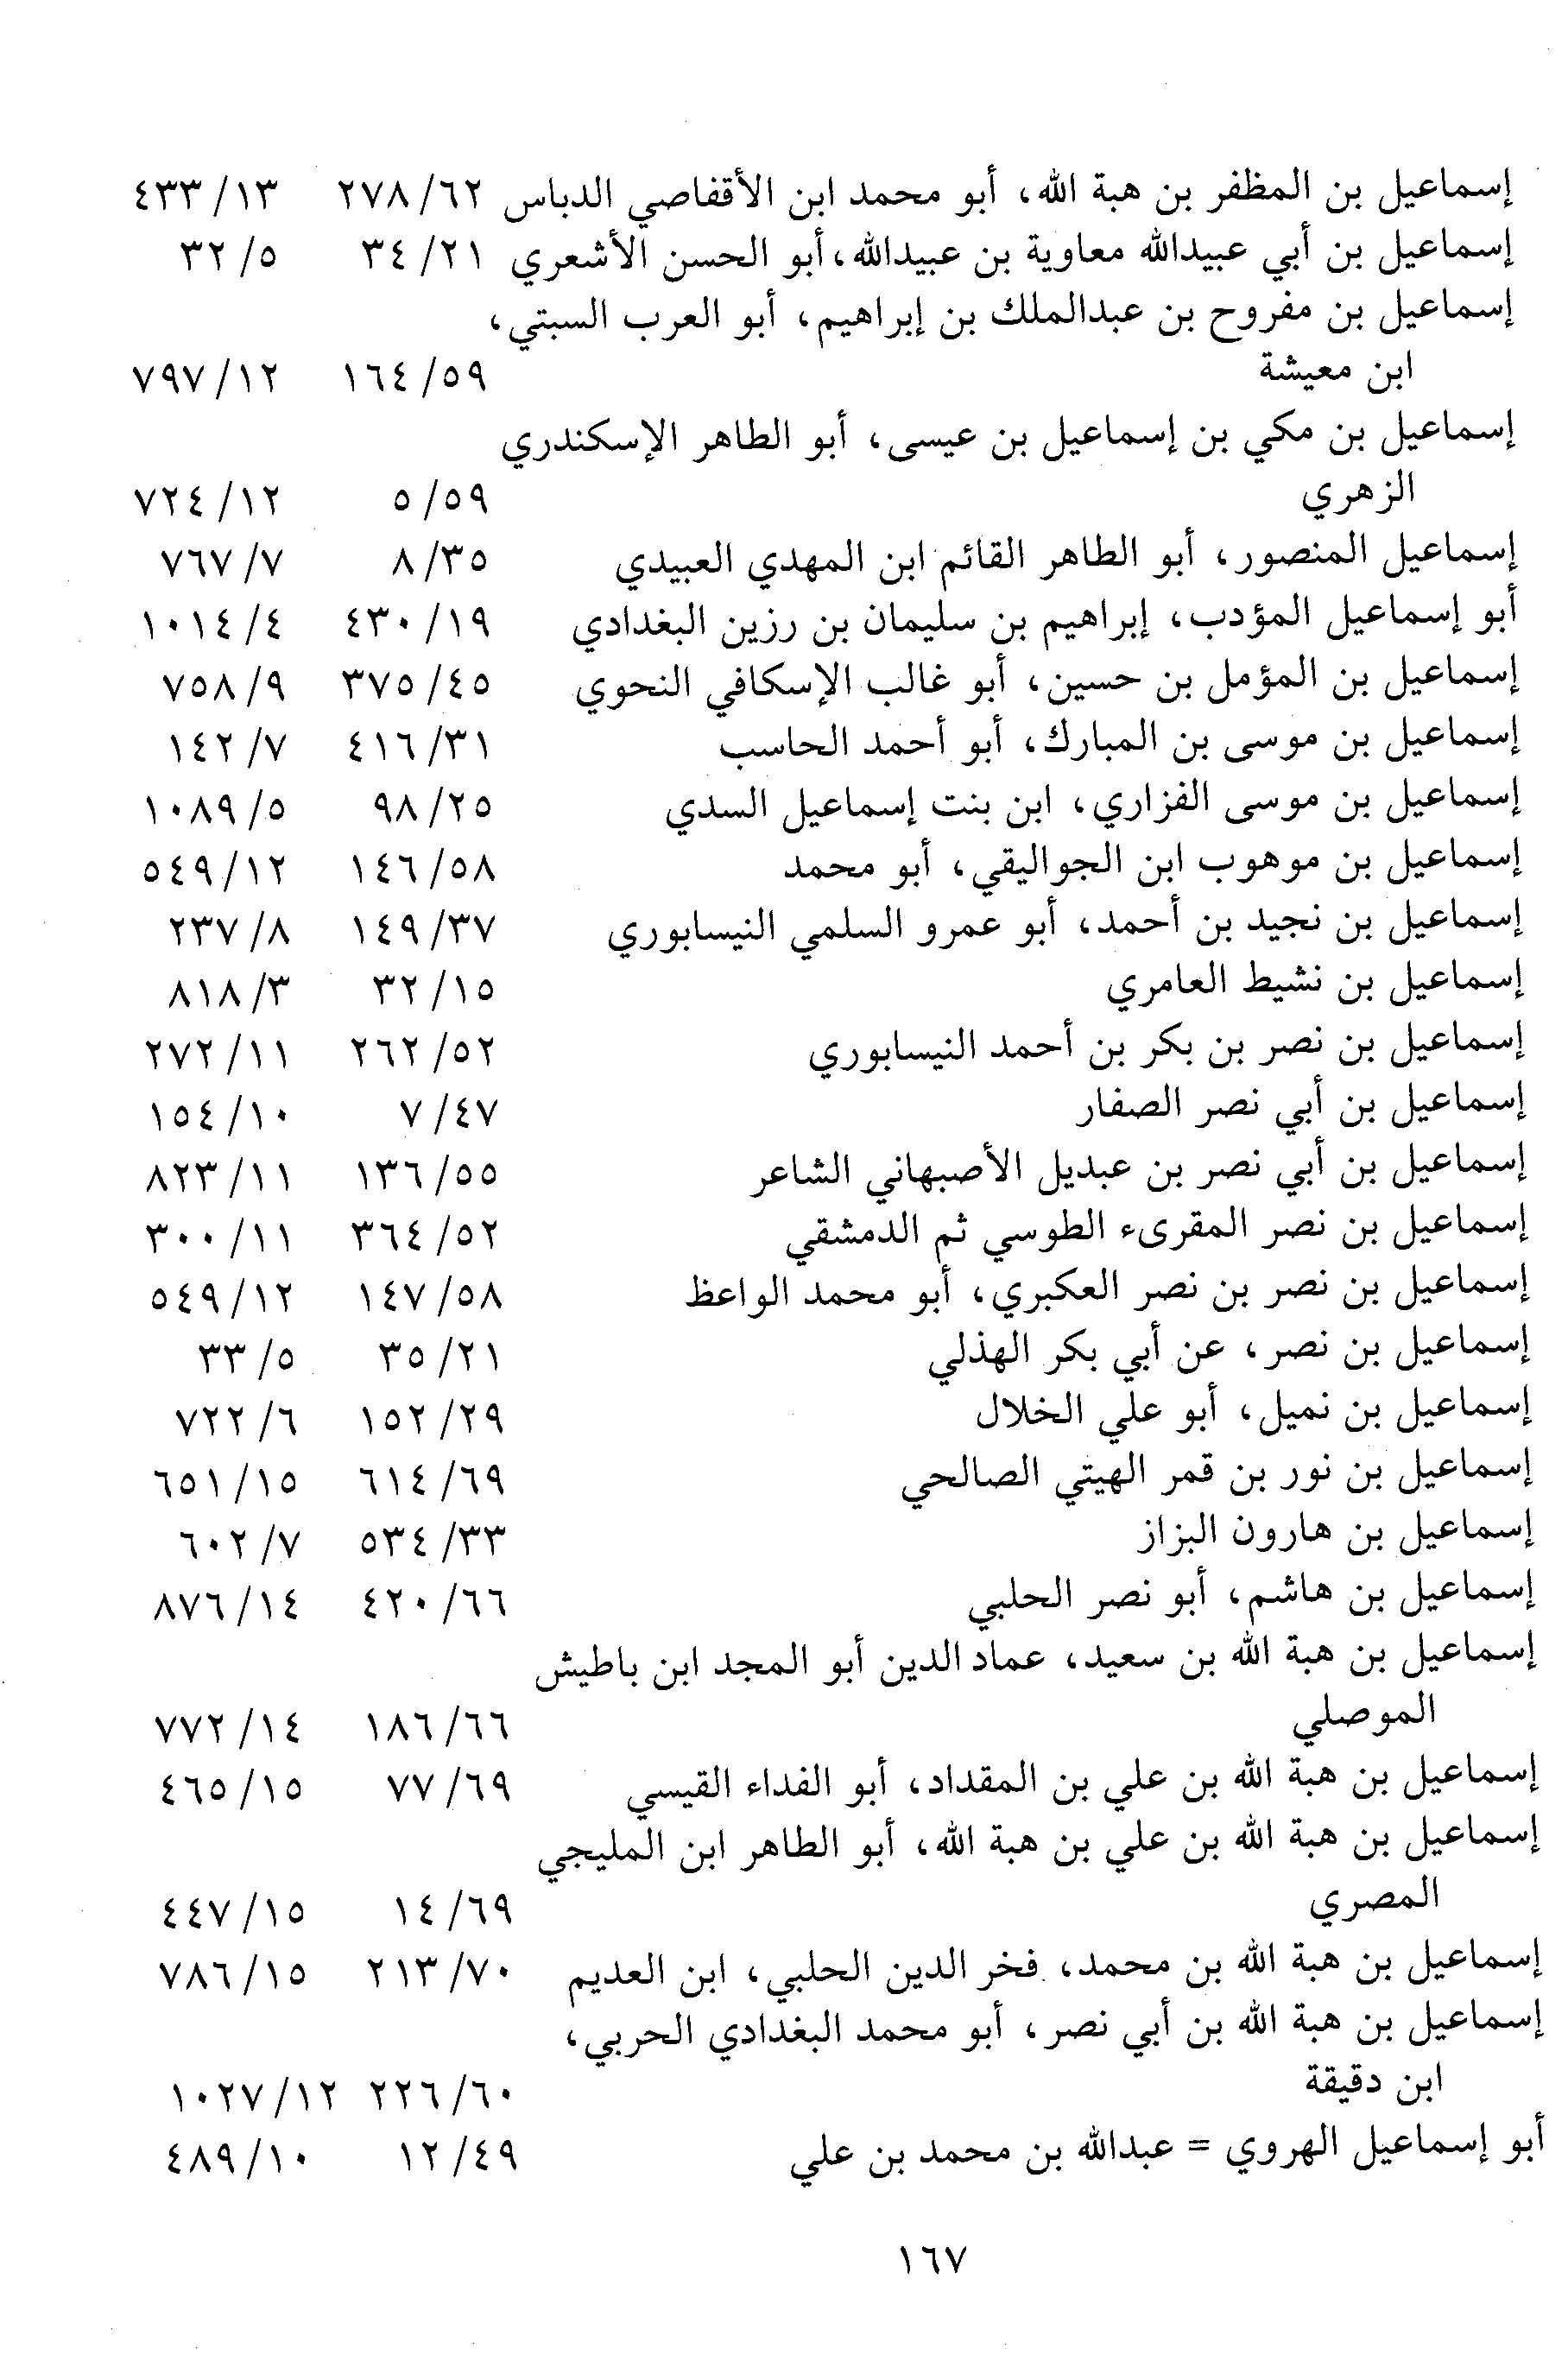 إسماعيل بن المظفر بن هبة الله، أبو محمد ابن الأقفاصي الدباس ٢٧٨/٦٢ ٤٣٣/١٣
إسماعيل بن أبي عبيدالله معاوية بن عبيدالله، أبو الحسن الأشعري ٣٤/٢١ ٣٢/٥
إسماعيل بن مفروح بن عبدالملك بن إبراهيم، أبو العرب السبتي،
ابن معيشة ١٦٤/٥٩ ٧٩٧/١٢
إسماعيل بن مكي بن إسماعيل بن عيسى، أبو الطاهر الإسكندري
الزهري ٥/٥٩ ٧٢٤/١٢
إسماعيل المنصور، أبو الطاهر القائم ابن المهدي العبيدي ٨/٣٥ ٧٦٧/٧
أبو إسماعيل المؤدب، إبراهيم بن سليمان بن رزين البغدادي ٤٣٠/١٩ ١٠١٤/٤
إسماعيل بن المؤمل بن حسين، أبو غالب الإسكافي النحوي ٣٧٥/٤٥ ٧٥٨/٩
إسماعيل بن موسى بن المبارك، أبو أحمد الحاسب ٤١٦/٣١ ١٤٢/٧
إسماعيل بن موسى الفزاري، ابن بنت إسماعيل السدي ٩٨/٢٥ ١٠٨٩/٥
إسماعيل بن موهوب ابن الجواليقي، أبو محمد ١٤٦/٥٨ ٥٤٩/١٢
إسماعيل بن نجيد بن أحمد، أبو عمرو السلمي النيسابوري ١٤٩/٣٧ ٢٣٧/٨
إسماعيل بن نشيط العامري ٣٢/١٥ ٨١٨/٣
إسماعيل بن نصر بن بكر بن أحمد النيسابوري ٢٦٢/٥٢ ٢٧٢/١١
إسماعيل بن أبي نصر الصفار ٧/٤٧ ١٥٤/١٠
إسماعيل بن أبي نصر بن عبديل الأصبهاني الشاعر ١٣٦/٥٥ ٨٢٣/١١
إسماعيل بن نصر المقرىء الطوسي ثم الدمشقي ٣٦٤/٥٢ ٣٠٠/١١
إسماعيل بن نصر بن نصر العكبري، أبو محمد الواعظ ١٤٧/٥٨ ٥٤٩/١٢
إسماعيل بن نصر، عن أبي بكر الهذلي ٣٥/٢١ ٣٣/٥
إسماعيل بن نميل، أبو علي الخلال ١٥٢/٢٩ ٧٢٢/٦
إسماعيل بن نور بن قمر الهيتي الصالحي ٦١٤/٦٩ ٦٥١/١٥
إسماعيل بن هارون البزاز ٥٣٤/٣٣ ٦٠٢/٧
إسماعيل بن هاشم، أبو نصر الحلبي ٤٢٠/٦٦ ٨٧٦/١٤
إسماعيل بن هبة الله بن سعيد، عماد الدين أبو المجد ابن باطيش
الموصلي ١٨٦/٦٦ ٧٧٢/١٤
إسماعيل بن هبة الله بن علي بن المقداد، أبو الفداء القيسي ٧٧/٦٩ ٤٦٥/١٥
إسماعيل بن هبة الله بن علي بن هبة الله، أبو الطاهر ابن المليجي
المصري ١٤/٦٩ ٤٤٧/١٥
إسماعيل بن هبة الله بن محمد، فخر الدين الحلبي، ابن العديم ٢١٣/٧٠ ٧٨٦/١٥
إسماعيل بن هبة الله بن أبي نصر، أبو محمد البغدادي الحربي،
ابن دقيقة ٢٢٦/٦٠ ١٠٢٧/١٢
أبو إسماعيل الهروي = عبدالله بن محمد بن علي ١٢/٤٩ ٤٨٩/١٠
١٦٧